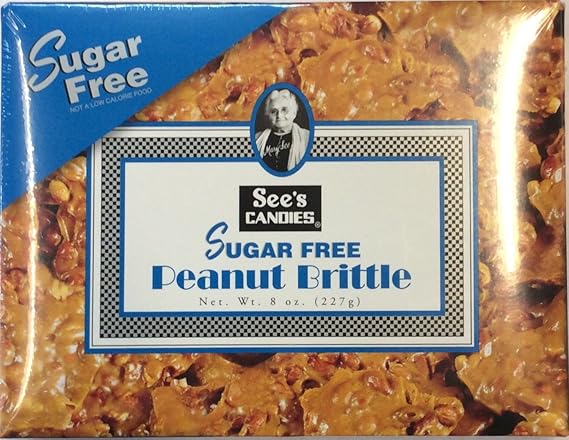 Sugar
Free
NOT A LOW CALORIE FOOD
Mary See
See's
CANDIES®
SUGAR FREE
Peanut Brittle
Net. Wt. 8 oz. (227g)